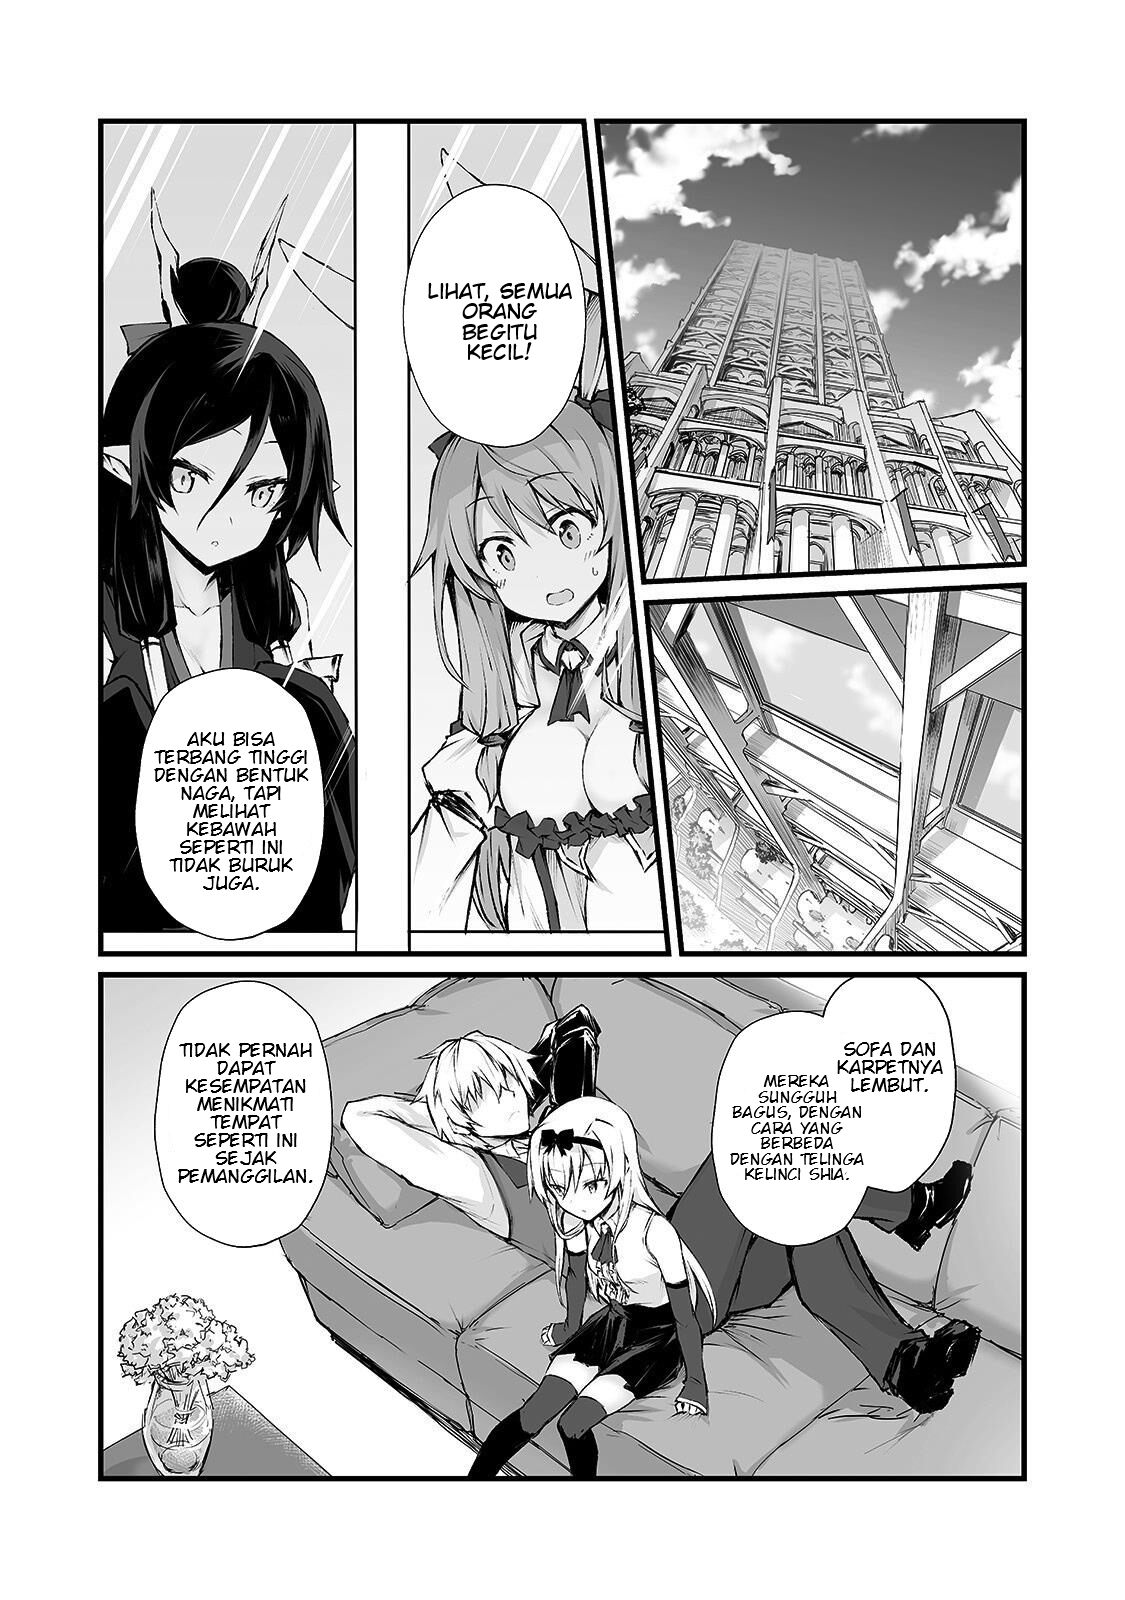 LIHAT, SEMUA
ORANG
BEGITU
KECIL!
AKU BISA
TERBANG TINGGI
DENGAN BENTUK
NAGA, TAPI
MELIHAT
KEBAWAH
SEPERTI INI
TIDAK BURUK
JUGA.
SOFA DAN
KARPETNYA
LEMBUT.
MEREKA
SUNGGUH
BAGUS, DENGAN
CARA YANG
BERBEDA
DENGAN TELINGA
KELINCI SHIA.
TIDAK PERNAH
DAPAT
KESEMPATAN
MENIKMATI
TEMPAT
SEPERTI INI
SEJAK
PEMANGGILAN.